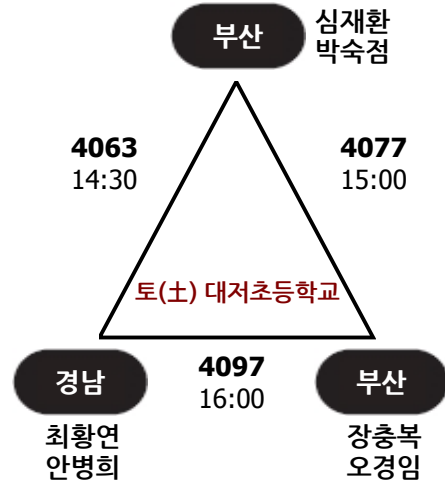 부산
심재환
박숙점
4063
14:30
4077
15:00
토(土) 대저초등학교
경남
4097
16:00
부산
최황연
안병희
장충복
오경임